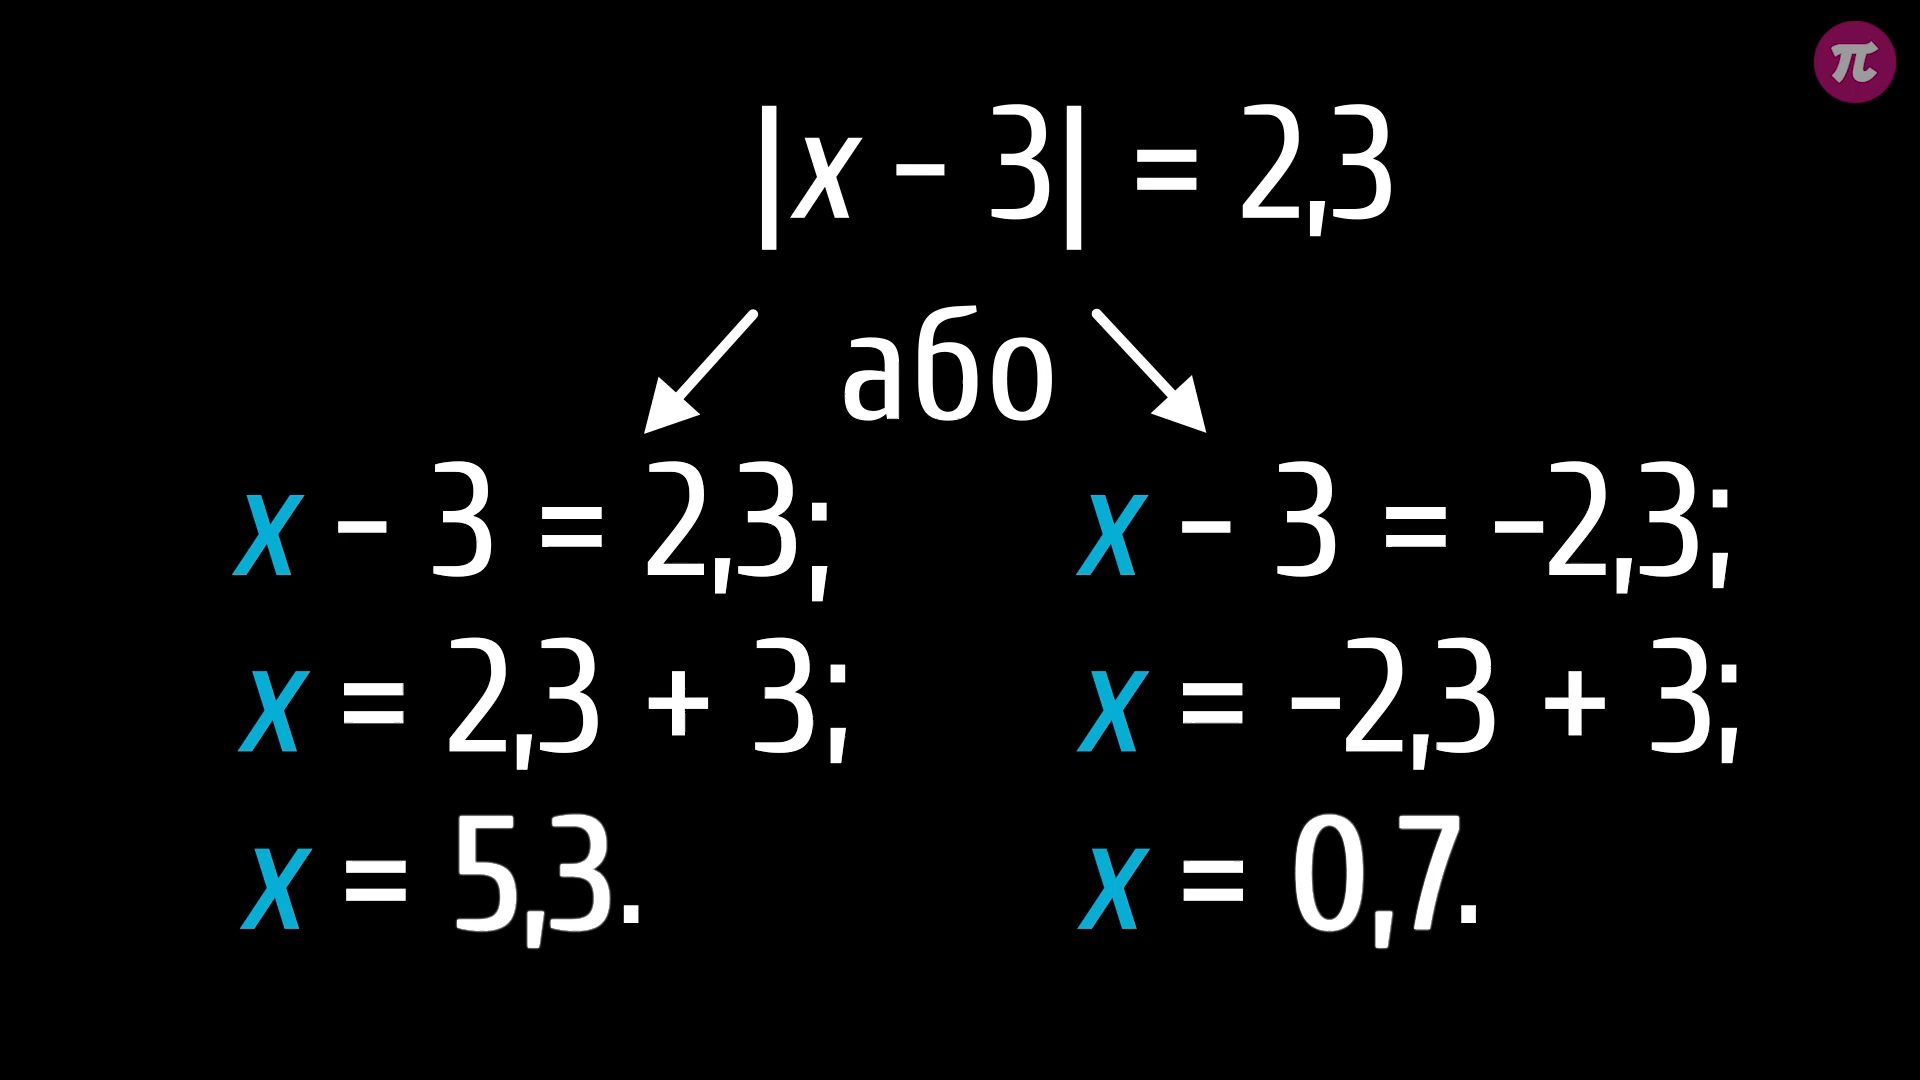 π
|x − 3| = 2,3
або
x − 3 = 2,3; x − 3 = −2,3;
x = 2,3 + 3; x = −2,3 + 3;
x = 5,3. x = 0,7.